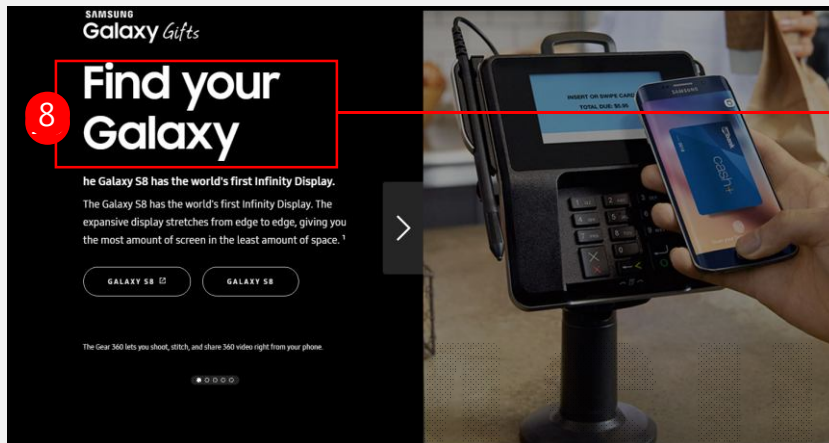 SAMSUNG
Galaxy Gifts
8
Find your
Galaxy
he Galaxy S8 has the world's first Infinity Display.
The Galaxy S8 has the world's first Infinity Display. The
expansive display stretches from edge to edge, giving you
the most amount of screen in the least amount of space. ¹
GALAXY S8
GALAXY S8
The Gear 360 lets you shoot, stitch, and share 360 video right from your phone.
INSERT OR SWIPE CARD
TOTAL DUE: $5.95
SAMSUNG
cash+